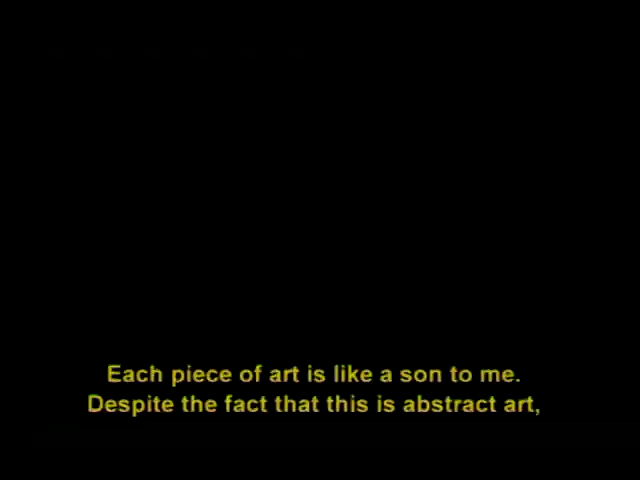 Each piece of art is like a son to me.
Despite the fact that this is abstract art,